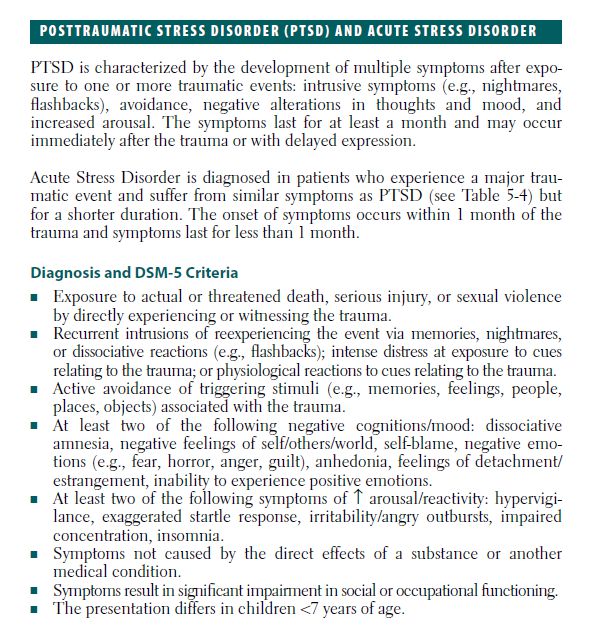 POSTTRAUMATIC STRESS DISORDER (PTSD) AND ACUTE STRESS DISORDER
PTSD is characterized by the development of multiple symptoms after expo-
sure to one or more traumatic events: intrusive symptoms (e.g., nightmares,
flashbacks), avoidance, negative alterations in thoughts and mood, and
increased arousal. The symptoms last for at least a month and may occur
immediately after the trauma or with delayed expression.
Acute Stress Disorder is diagnosed in patients who experience a major trau-
matic event and suffer from similar symptoms as PTSD (see Table 5-4) but
for a shorter duration. The onset of symptoms occurs within 1 month of the
trauma and symptoms last for less than 1 month.
Diagnosis and DSM-5 Criteria
■ Exposure to actual or threatened death, serious injury, or sexual violence
by directly experiencing or witnessing the trauma.
■ Recurrent intrusions of reexperiencing the event via memories, nightmares,
or dissociative reactions (e.g., flashbacks); intense distress at exposure to cues
relating to the trauma; or physiological reactions to cues relating to the trauma.
■ Active avoidance of triggering stimuli (e.g., memories, feelings, people,
places, objects) associated with the trauma.
■ At least two of the following negative cognitions/mood: dissociative
amnesia, negative feelings of self/others/world, self-blame, negative emo-
tions (e.g., fear, horror, anger, guilt), anhedonia, feelings of detachment/
estrangement, inability to experience positive emotions.
■ At least two of the following symptoms of ↑ arousal/reactivity: hypervigi-
lance, exaggerated startle response, irritability/angry outbursts, impaired
concentration, insomnia.
■ Symptoms not caused by the direct effects of a substance or another
medical condition.
■ Symptoms result in significant impairment in social or occupational functioning.
■ The presentation differs in children <7 years of age.